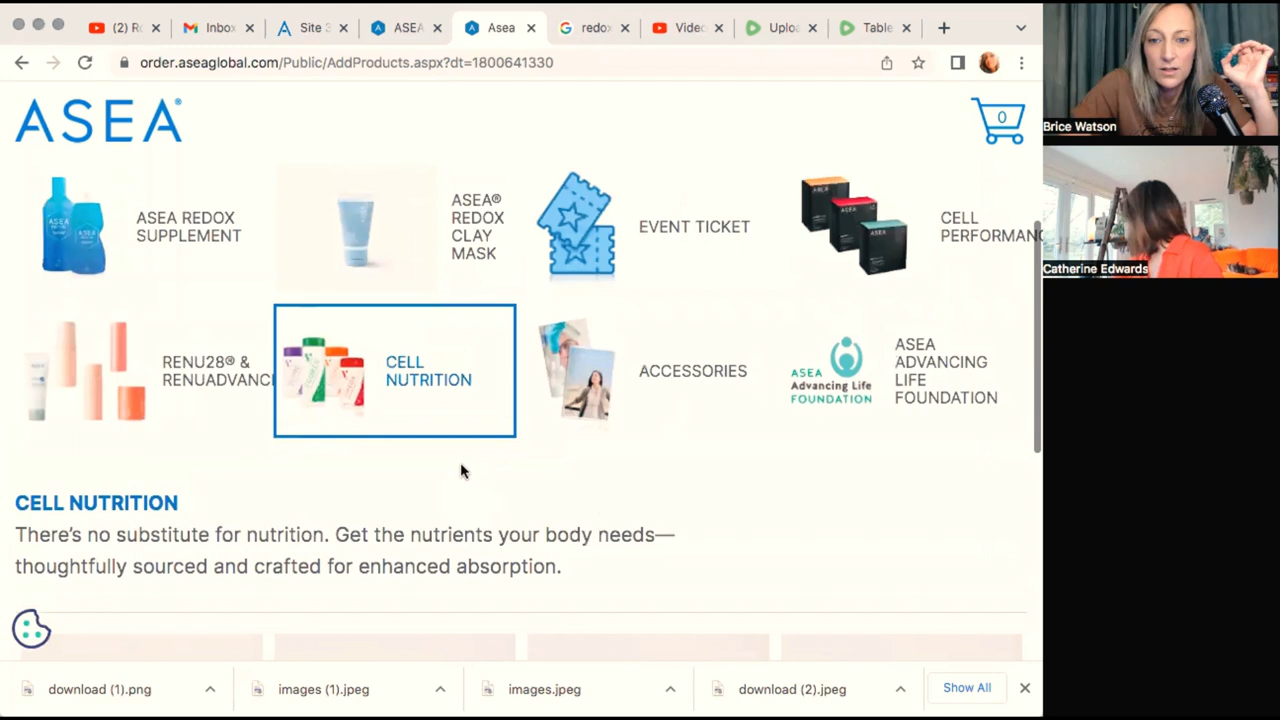 (2) R
Inbox
Site 3
ASEA
Asea
redox
Video
Uplo
Table
order.aseaglobal.com/Public/AddProducts.aspx?dt=1800641330
ASEA®
0
ASEA REDOX
SUPPLEMENT
ASEA®
REDOX
CLAY
MASK
EVENT TICKET
CELL
PERFORMANC
RENU28® &
RENUADVANC
CELL
NUTRITION
ACCESSORIES
ASEA
Advancing Life
FOUNDATION
ASEA
ADVANCING
LIFE
FOUNDATION
CELL NUTRITION
There's no substitute for nutrition. Get the nutrients your body needs—
thoughtfully sourced and crafted for enhanced absorption.
download (1).png
images (1).jpeg
images.jpeg
download (2).jpeg
Show All
Brice Watson
Catherine Edwards